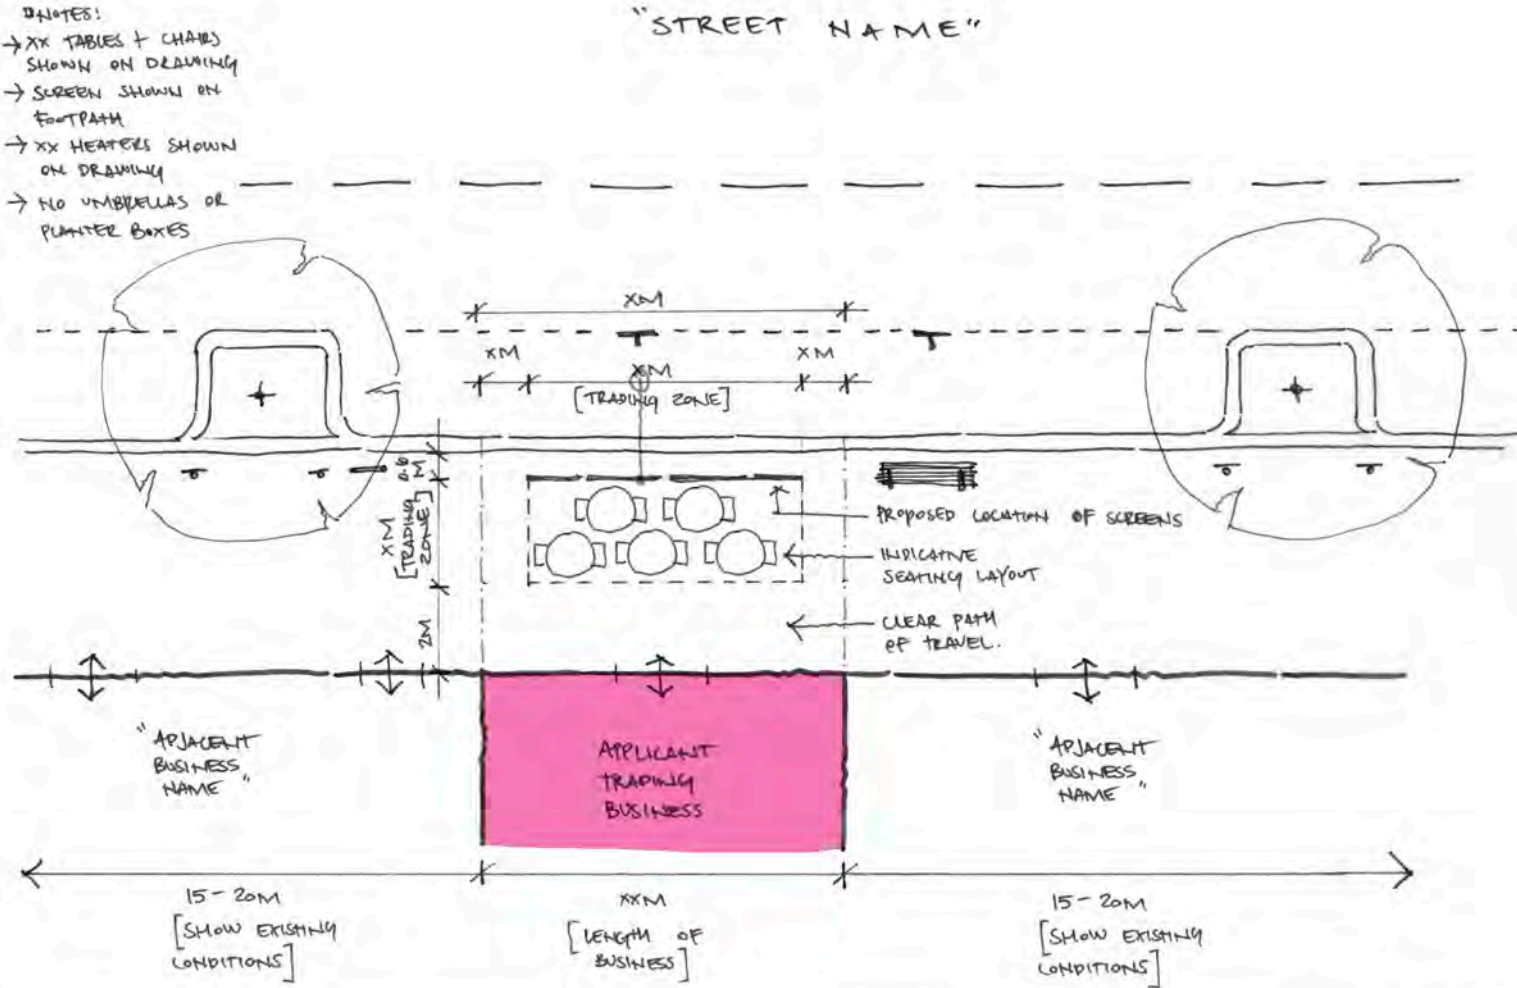 NOTES:
→ XX TABLES + CHAIRS
SHOWN ON DRAWING
→ SCREEN SHOWN ON
FOOTPATH
→ XX HEATERS SHOWN
ON DRAWING
→ NO UMBRELLAS OR
PLANTER BOXES
"STREET NAME"
XM
XM
XM
XM
[TRADING ZONE]
0.6
M
XM
[TRADING
ZONE]
2M
PROPOSED LOCATION OF SCREENS
INDICATIVE
SEATING LAYOUT
CLEAR PATH
OF TRAVEL.
"ADJACENT
BUSINESS
NAME"
APPLICANT
TRADING
BUSINESS
"ADJACENT
BUSINESS
NAME"
15-20M
[SHOW EXISTING
CONDITIONS]
XXM
[LENGTH OF
BUSINESS]
15-20M
[SHOW EXISTING
CONDITIONS]